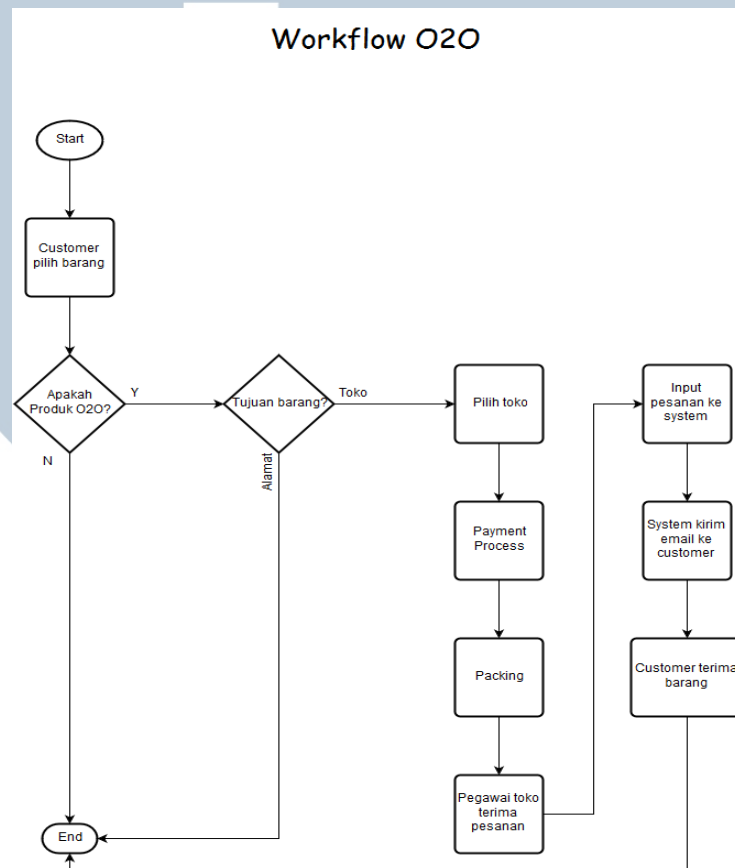 Workflow O2O
Start
Customer
pilih barang
Apakah
Produk O2O?
Y
N
Tujuan barang?
Toko
Alamat
Pilih toko
Payment
Process
Packing
Pegawai toko
terima
pesanan
Input
pesanan ke
system
System kirim
email ke
customer
Customer terima
barang
End